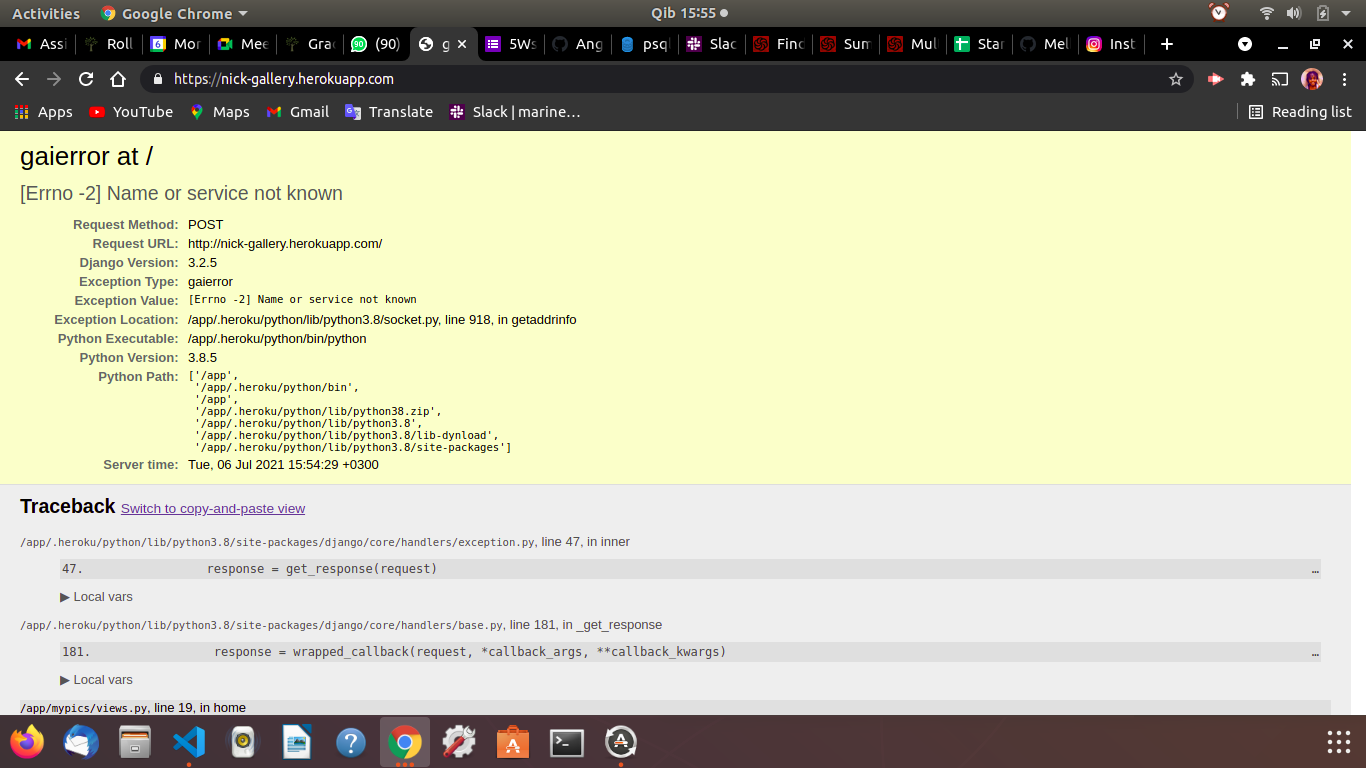 Activities Google Chrome Qib 15:55
Assi Roll 6 Mor Mee Grad (90) g 5Ws Ang psql Slac Find Sum Mul Star Mel Inst
https://nick-gallery.herokuapp.com
Apps YouTube Maps Gmail Translate Slack | marine… Reading list
gaierror at /
[Errno -2] Name or service not known
Request Method: POST
Request URL: http://nick-gallery.herokuapp.com/
Django Version: 3.2.5
Exception Type: gaierror
Exception Value: [Errno -2] Name or service not known
Exception Location: /app/.heroku/python/lib/python3.8/socket.py, line 918, in getaddrinfo
Python Executable: /app/.heroku/python/bin/python
Python Version: 3.8.5
Python Path: ['/app',
'/app/.heroku/python/bin',
'/app',
'/app/.heroku/python/lib/python38.zip',
'/app/.heroku/python/lib/python3.8',
'/app/.heroku/python/lib/python3.8/lib-dynload',
'/app/.heroku/python/lib/python3.8/site-packages']
Server time: Tue, 06 Jul 2021 15:54:29 +0300
Traceback Switch to copy-and-paste view
/app/.heroku/python/lib/python3.8/site-packages/django/core/handlers/exception.py, line 47, in inner
47. response = get_response(request) …
▶ Local vars
/app/.heroku/python/lib/python3.8/site-packages/django/core/handlers/base.py, line 181, in _get_response
181. response = wrapped_callback(request, *callback_args, **callback_kwargs) …
▶ Local vars
/app/mypics/views.py, line 19, in home